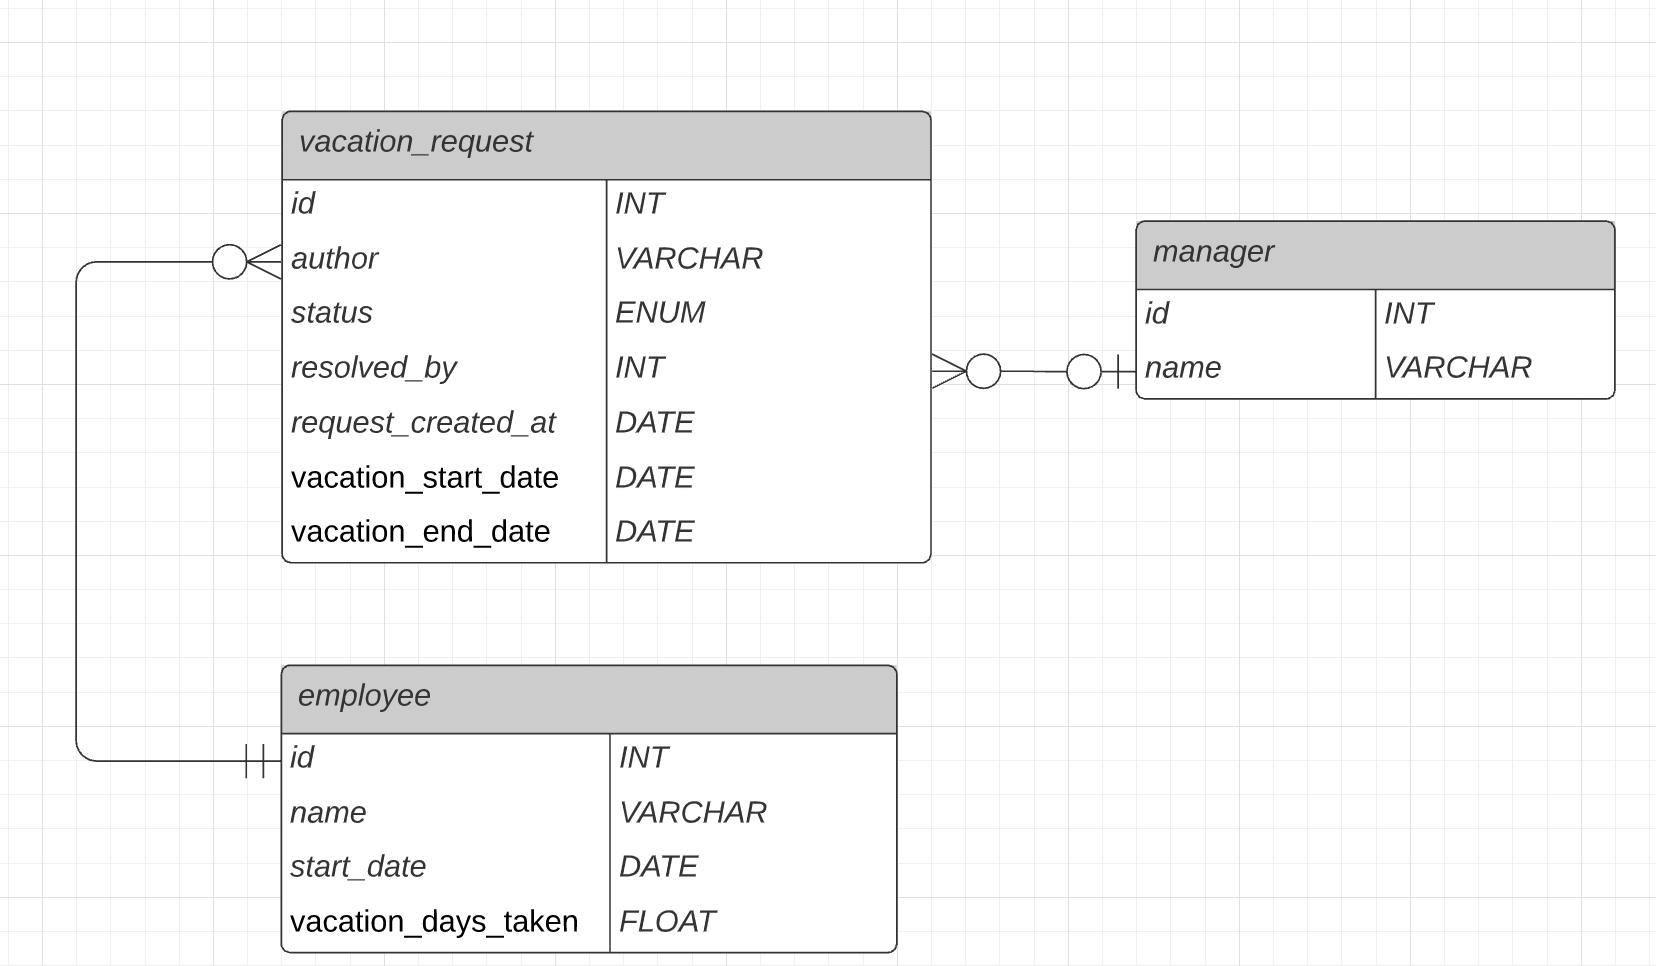 vacation_request
id INT
author VARCHAR
status ENUM
resolved_by INT
request_created_at DATE
vacation_start_date DATE
vacation_end_date DATE
manager
id INT
name VARCHAR
employee
id INT
name VARCHAR
start_date DATE
vacation_days_taken FLOAT